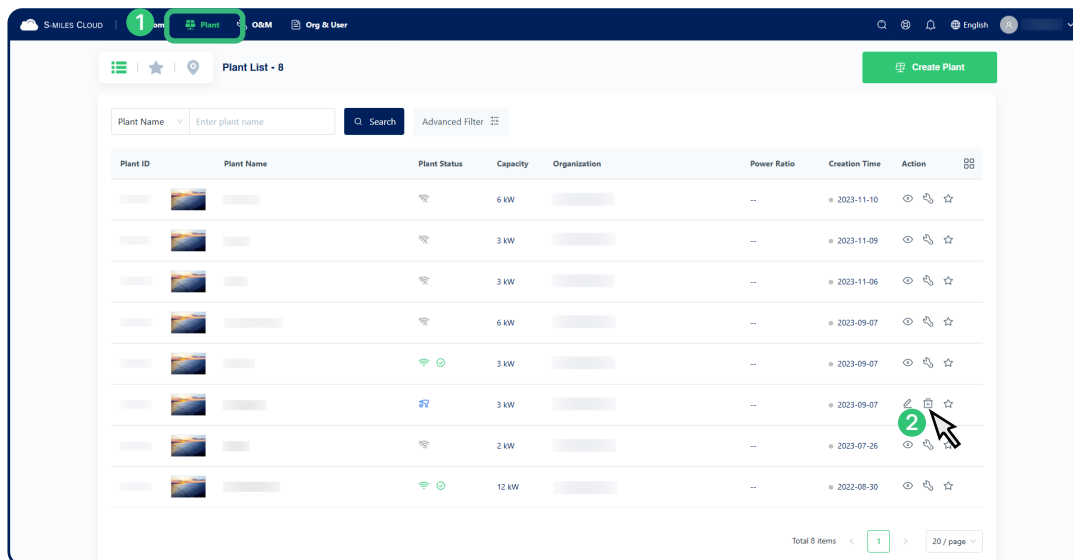 S-MILES CLOUD 1 Plant O&M Org & User English
Plant List - 8 Create Plant
Plant Name Enter plant name Search Advanced Filter
Plant ID Plant Name Plant Status Capacity Organization Power Ratio Creation Time Action
6 kW -- 2023-11-10
3 kW -- 2023-11-09
3 kW -- 2023-11-06
6 kW -- 2023-09-07
3 kW -- 2023-09-07
3 kW -- 2023-09-07
2
2 kW -- 2023-07-26
12 kW -- 2022-08-30
Total 8 items < 1 > 20 / page